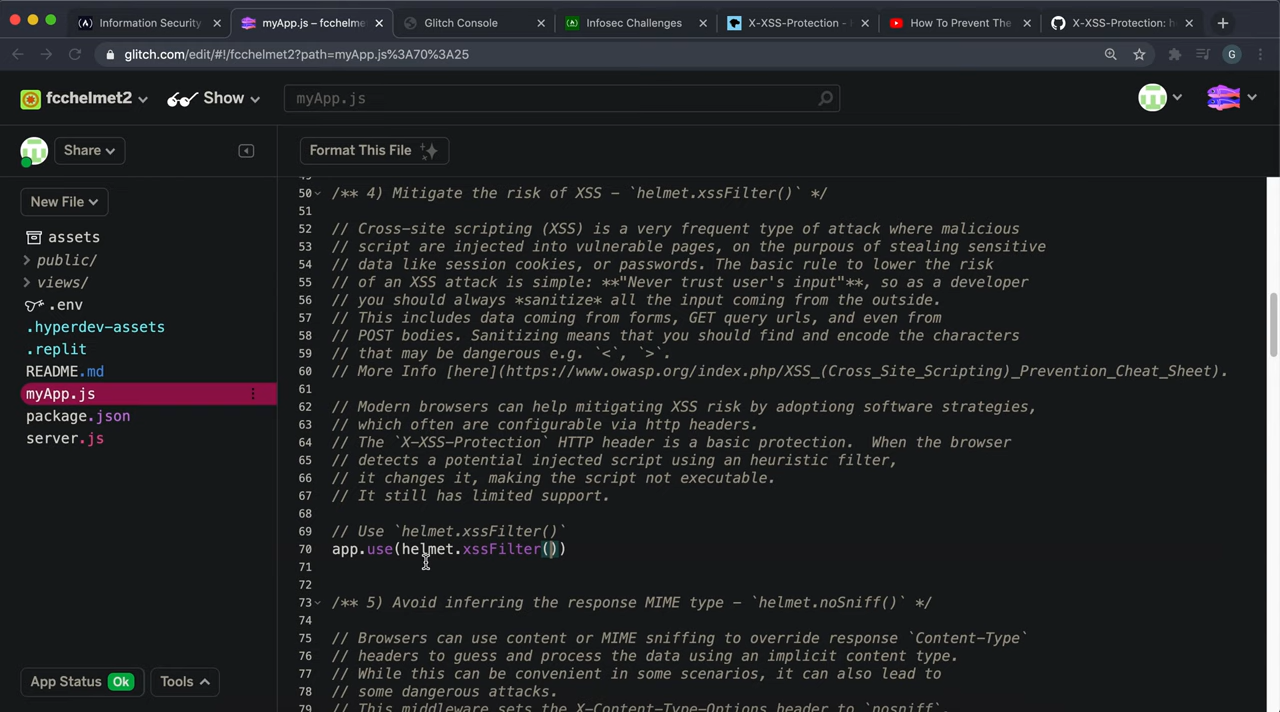 Information Security
myApp.js – fcchelmet
Glitch Console
Infosec Challenges
X-XSS-Protection -
How To Prevent The
X-XSS-Protection: h
glitch.com/edit/#!/fcchelmet2?path=myApp.js%3A70%3A25
G
fcchelmet2
Show
myApp.js
Share
Format This File
New File
assets
public/
views/
.env
.hyperdev-assets
.replit
README.md
myApp.js
package.json
server.js
App Status Ok
Tools
49
50 /** 4) Mitigate the risk of XSS - `helmet.xssFilter()` */
51
52 // Cross-site scripting (XSS) is a very frequent type of attack where malicious
53 // script are injected into vulnerable pages, on the purpous of stealing sensitive
54 // data like session cookies, or passwords. The basic rule to lower the risk
55 // of an XSS attack is simple: **"Never trust user's input"**, so as a developer
56 // you should always *sanitize* all the input coming from the outside.
57 // This includes data coming from forms, GET query urls, and even from
58 // POST bodies. Sanitizing means that you should find and encode the characters
59 // that may be dangerous e.g. `<`, `>`.
60 // More Info [here](https://www.owasp.org/index.php/XSS_(Cross_Site_Scripting)_Prevention_Cheat_Sheet).
61
62 // Modern browsers can help mitigating XSS risk by adoptiong software strategies,
63 // which often are configurable via http headers.
64 // The `X-XSS-Protection` HTTP header is a basic protection.  When the browser
65 // detects a potential injected script using an heuristic filter,
66 // it changes it, making the script not executable.
67 // It still has limited support.
68
69 // Use `helmet.xssFilter()`
70 app.use(helmet.xssFilter())
71
72
73 /** 5) Avoid inferring the response MIME type - `helmet.noSniff()` */
74
75 // Browsers can use content or MIME sniffing to override response `Content-Type`
76 // headers to guess and process the data using an implicit content type.
77 // While this can be convenient in some scenarios, it can also lead to
78 // some dangerous attacks.
79 // This middleware sets the X-Content-Type-Options header to `nosniff`.